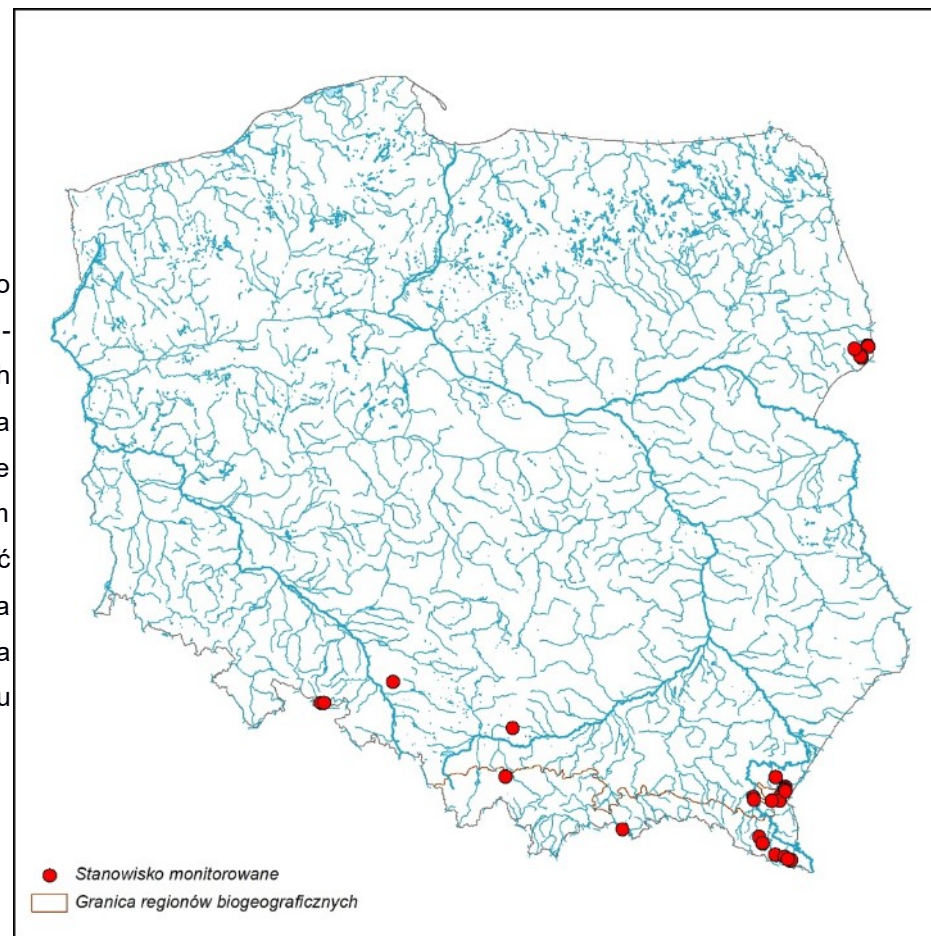 o
-
h
a
e
n
ć
a
a
u
Stanowisko monitorowane
Granica regionów biogeograficznych